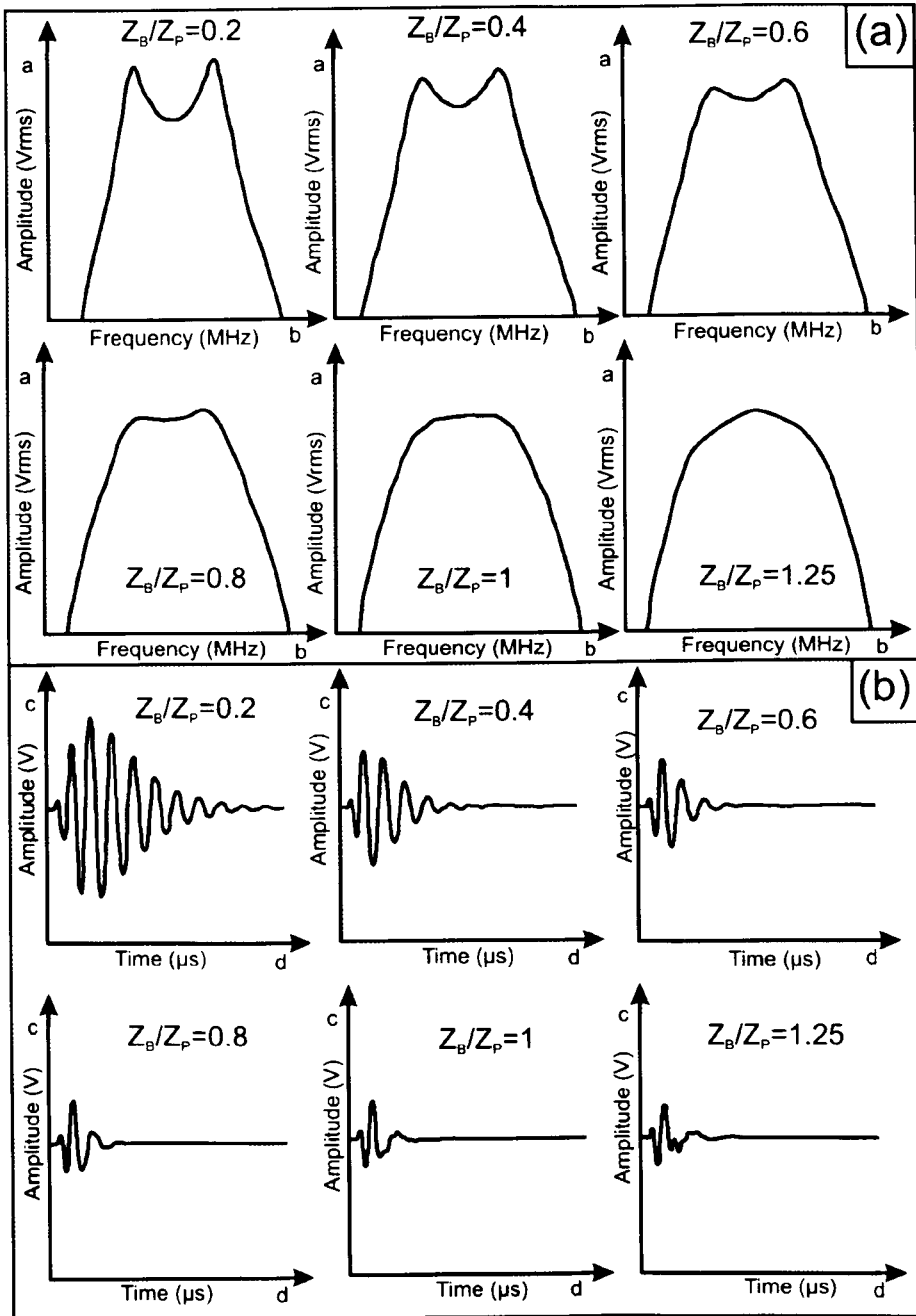 (a)
Z_B/Z_P=0.2
a
Amplitude (Vrms)
Frequency (MHz)
b
Z_B/Z_P=0.4
a
Amplitude (Vrms)
Frequency (MHz)
b
Z_B/Z_P=0.6
a
Amplitude (Vrms)
Frequency (MHz)
b
a
Amplitude (Vrms)
Z_B/Z_P=0.8
Frequency (MHz)
b
a
Amplitude (Vrms)
Z_B/Z_P=1
Frequency (MHz)
b
a
Amplitude (Vrms)
Z_B/Z_P=1.25
Frequency (MHz)
b
(b)
c
Z_B/Z_P=0.2
Amplitude (V)
Time (µs)
d
c
Z_B/Z_P=0.4
Amplitude (V)
Time (µs)
d
c
Z_B/Z_P=0.6
Amplitude (V)
Time (µs)
d
c
Z_B/Z_P=0.8
Amplitude (V)
Time (µs)
d
c
Z_B/Z_P=1
Amplitude (V)
Time (µs)
d
c
Z_B/Z_P=1.25
Amplitude (V)
Time (µs)
d